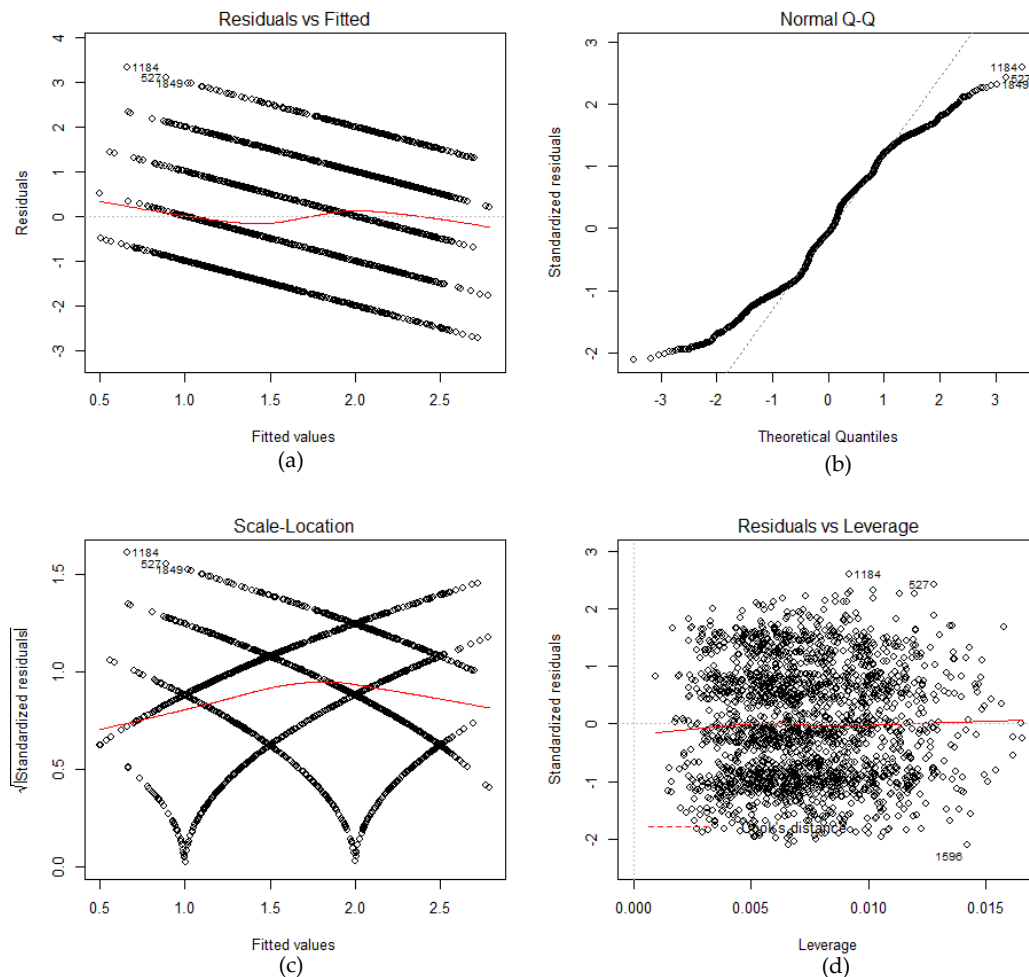 Residuals vs Fitted
Residuals
4
3
2
1
0
-1
-3
1184
527
1849
0.5 1.0 1.5 2.0 2.5
Fitted values
(a)
Normal Q-Q
Standardized residuals
3
2
1
0
-1
-2
1184
527
1849
-3 -2 -1 0 1 2 3
Theoretical Quantiles
(b)
Scale-Location
√|Standardized residuals|
1.5
1.0
0.5
0.0
1184
527
1849
0.5 1.0 1.5 2.0 2.5
Fitted values
(c)
Residuals vs Leverage
Standardized residuals
3
2
1
0
-1
-2
1184
527
Cook's distance
1596
0.000 0.005 0.010 0.015
Leverage
(d)